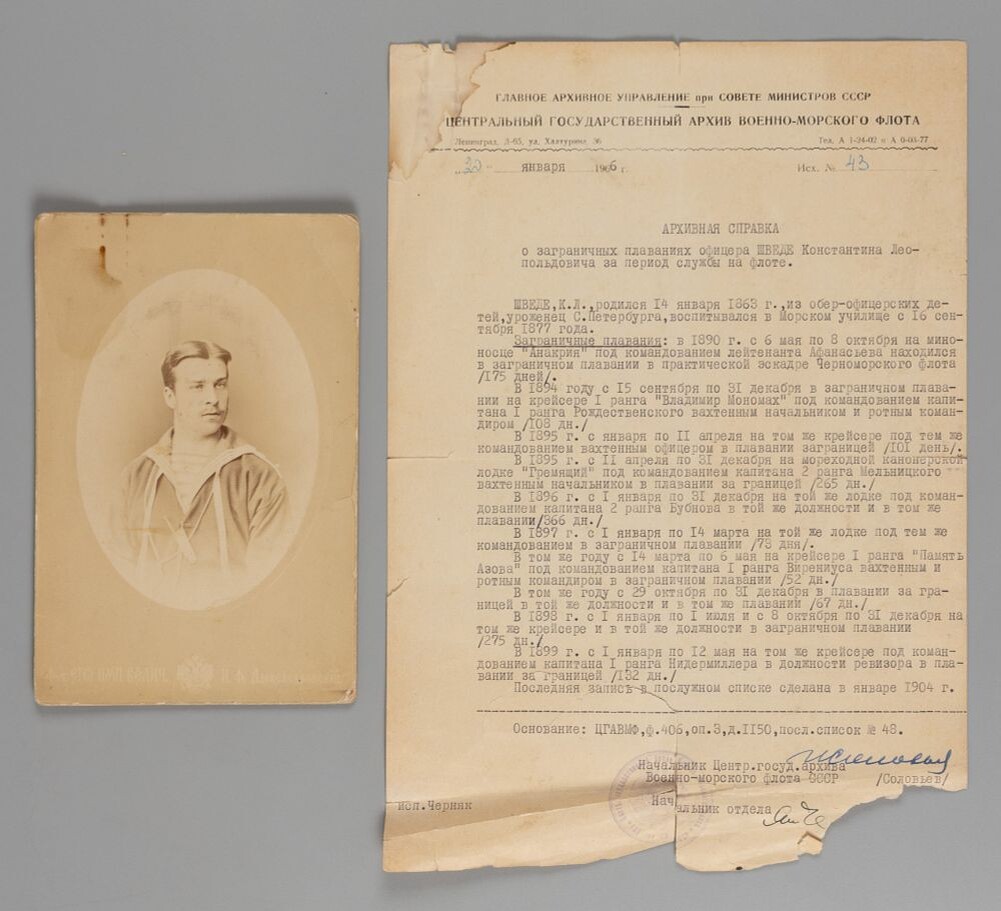 ГЛАВНОЕ АРХИВНОЕ УПРАВЛЕНИЕ при СОВЕТЕ МИНИСТРОВ СССР
ЦЕНТРАЛЬНЫЙ ГОСУДАРСТВЕННЫЙ АРХИВ ВОЕННО-МОРСКОГО ФЛОТА
Ленинград, Д-65, ул. Халтурина, 36 Тел. А 1-24-02 и А 0-03-77
января 1966 г. Исх. № 43
АРХИВНАЯ СПРАВКА
о заграничных плаваниях офицера ШВЕДЕ Константина Лео-
польдовича за период службы на флоте.
ШВЕДЕ,К.Л.,родился 14 января 1863 г.,из обер-офицерских де-
тей,уроженец С.Петербурга,воспитывался в Морском училище с 16 сен-
тября 1877 года.
Заграничные плавания: в 1890 г. с 6 мая по 8 октября на мино-
носце "Анакрия" под командованием лейтенанта Афанасьева находился
в заграничном плавании в практической эскадре Черноморского флота
/175 дней/.
В 1894 году с 15 сентября по 31 декабря в заграничном плава-
нии на крейсере I ранга "Владимир Мономах" под командованием капи-
тана I ранга Рождественского вахтенным начальником и ротным коман-
диром /108 дн./
В 1895 г. с января по II апреля на том же крейсере под тем же
командованием вахтенным офицером в плавании заграницей /101 день/.
В 1895 г. с II апреля по 31 декабря на мореходной канонерской
лодке "Гремящий" под командованием капитана 2 ранга Мельницкого
вахтенным начальником в плавании за границей /265 дн./
В 1896 г. с I января по 31 декабря на той же лодке под коман-
дованием капитана 2 ранга Бубнова в той же должности и в том же
плавании/366 дн./
В 1897 г. с I января по 14 марта на той же лодке под тем же
командованием в заграничном плавании /73 дня/.
В том же году с 14 марта по 6 мая на крейсере I ранга "Память
Азова" под командованием капитана I ранга Вирениуса вахтенным и
ротным командиром в заграничном плавании /52 дн./
В том же году с 29 октября по 31 декабря в плавании за гра-
ницей в той же должности и в том же плавании /67 дн./
В 1898 г. с I января по I июля и с 8 октября по 31 декабря на
том же крейсере и в той же должности в заграничном плавании
/275 дн./
В 1899 г. с I января по 12 мая на том же крейсере под коман-
дованием капитана I ранга Нидермиллера в должности ревизора в пла-
вании за границей /132 дн./
Последняя запись в послужном списке сделана в январе 1904 г.
Основание: ЦГАВМФ,ф.406,оп.3,д.1150,посл.список № 48.
Начальник Центр.госуд.архива
Военно-морского флота СССР /Соловьев/
Начальник отдела
исп.Черняк